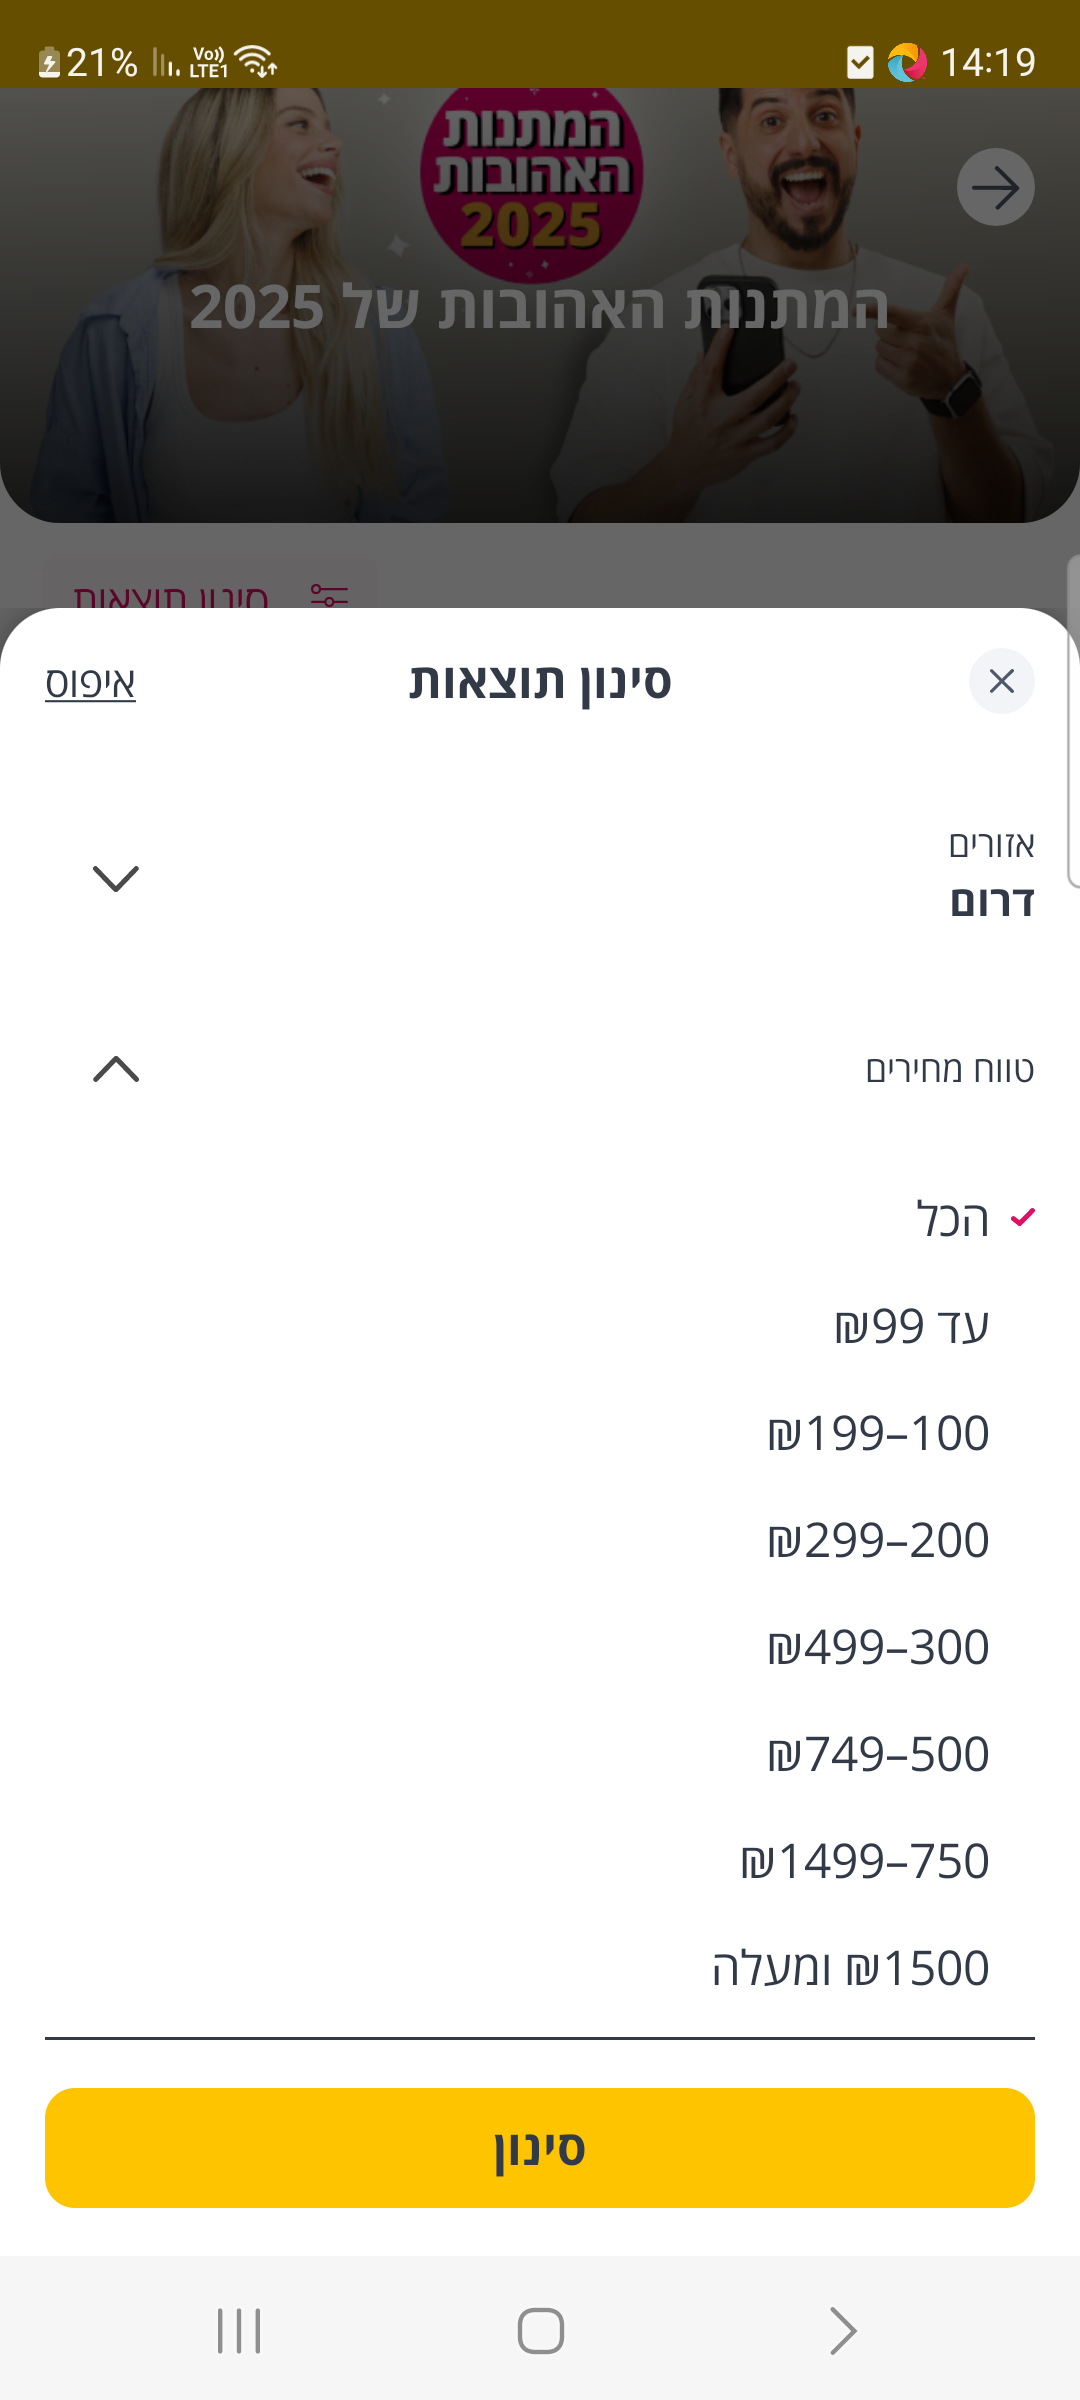 21%
Vo))
LTE1
14:19
המתנות
האהובות
2025
המתנות האהובות של 2025
סינון תוצאות
סינון תוצאות
איפוס
אזורים
דרום
טווח מחירים
הכל
עד 99₪
100–199₪
200–299₪
300–499₪
500–749₪
750–1499₪
1500₪ ומעלה
סינון